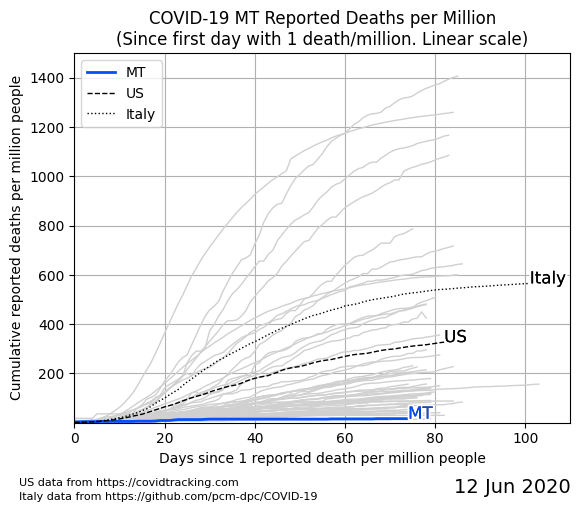 COVID-19 MT Reported Deaths per Million
(Since first day with 1 death/million. Linear scale)
Cumulative reported deaths per million people
1400
1200
1000
800
600
400
200
MT
US
Italy
Italy
US
MT
0
20
40
60
80
100
Days since 1 reported death per million people
US data from https://covidtracking.com
Italy data from https://github.com/pcm-dpc/COVID-19
12 Jun 2020